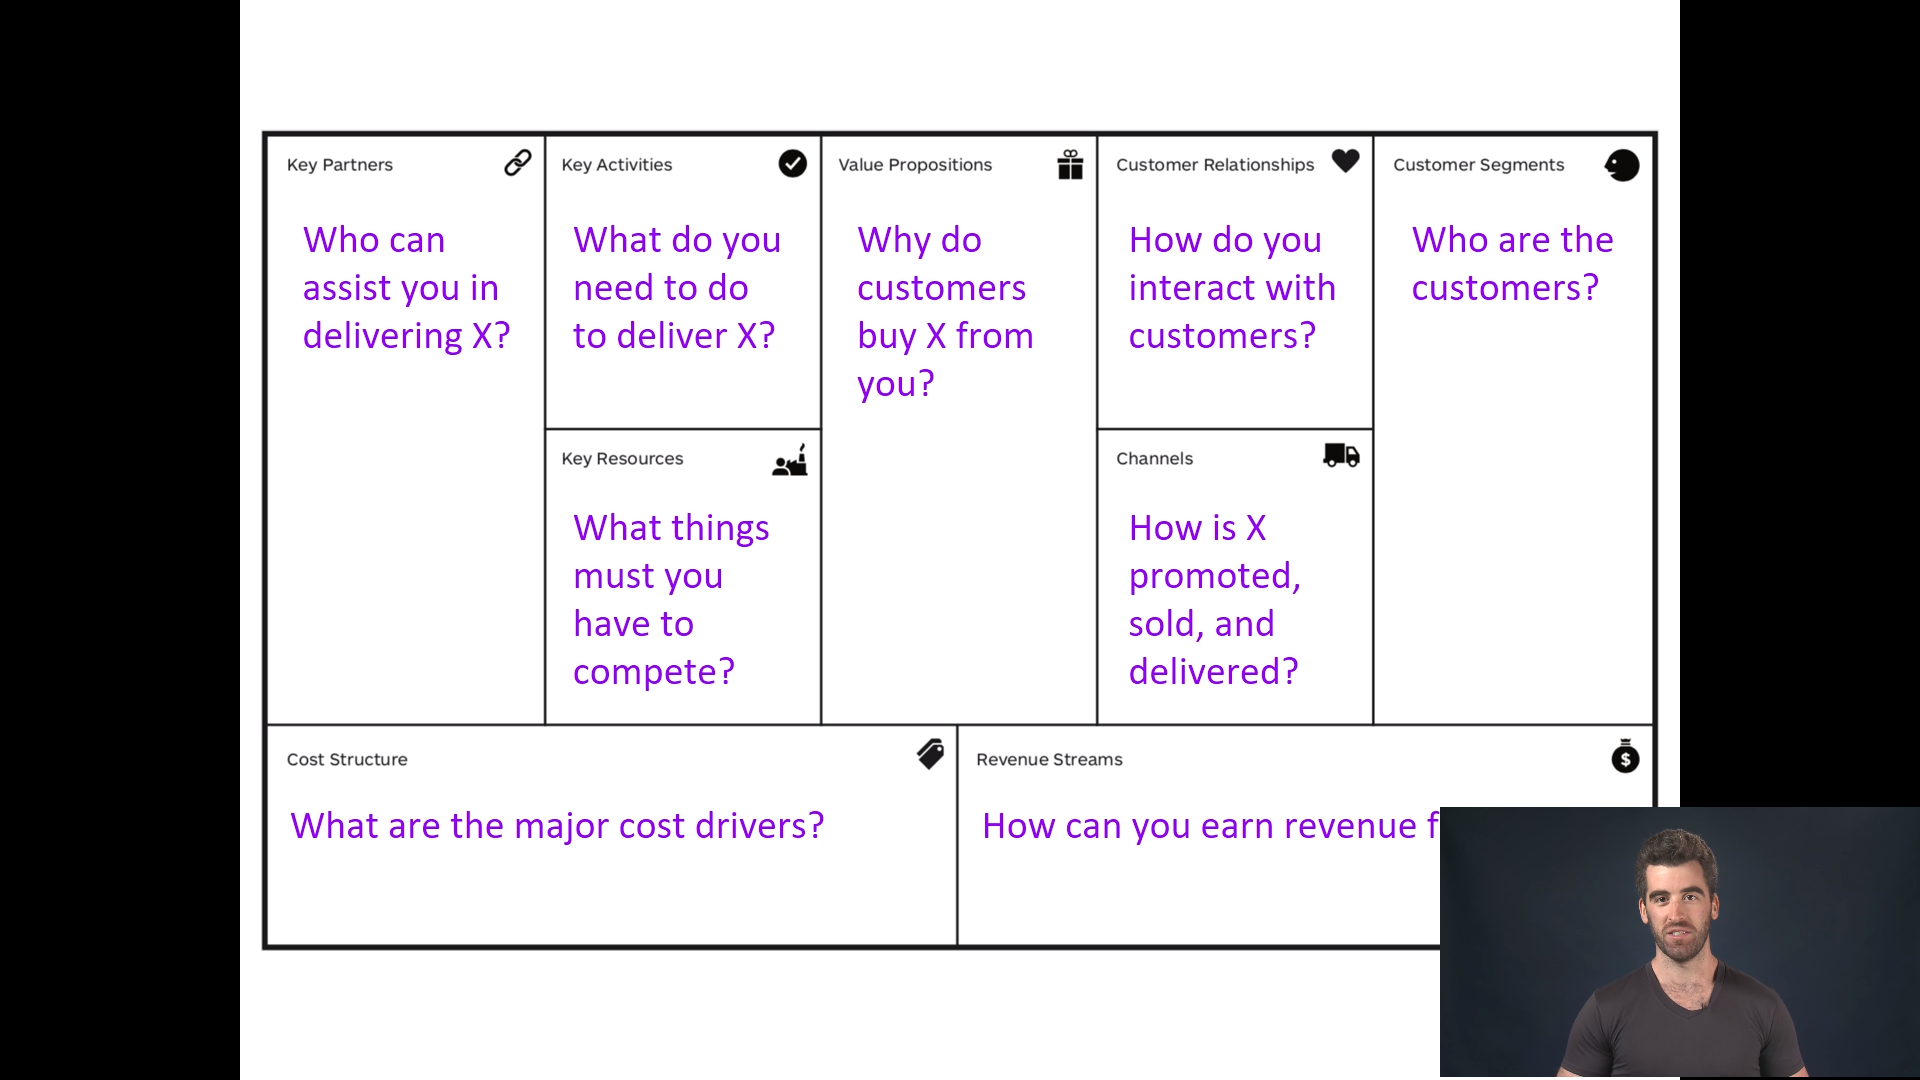 Key Partners
Who can
assist you in
delivering X?
Key Activities
What do you
need to do
to deliver X?
Key Resources
What things
must you
have to
compete?
Value Propositions
Why do
customers
buy X from
you?
Customer Relationships
How do you
interact with
customers?
Channels
How is X
promoted,
sold, and
delivered?
Customer Segments
Who are the
customers?
Cost Structure
What are the major cost drivers?
Revenue Streams
$
How can you earn revenue